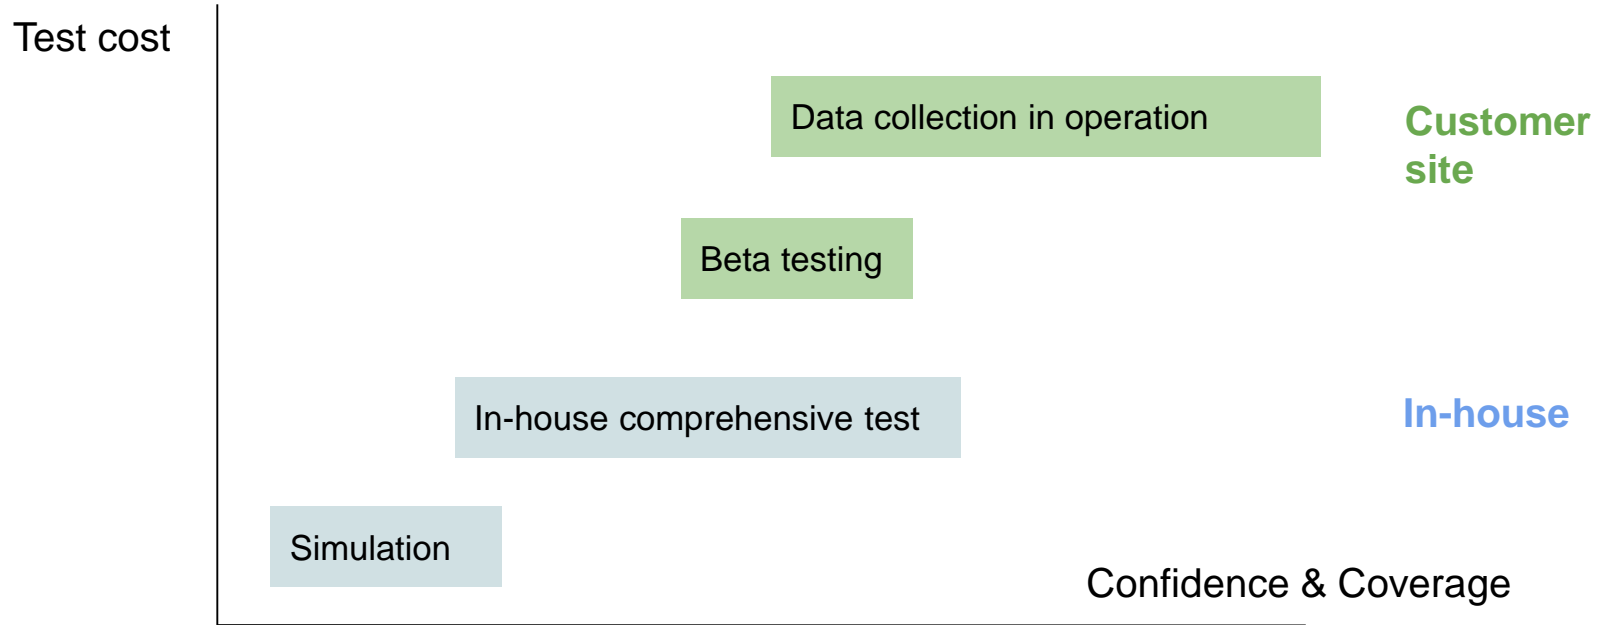 Test cost
Data collection in operation
Customer
site
Beta testing
In-house comprehensive test
In-house
Simulation
Confidence & Coverage